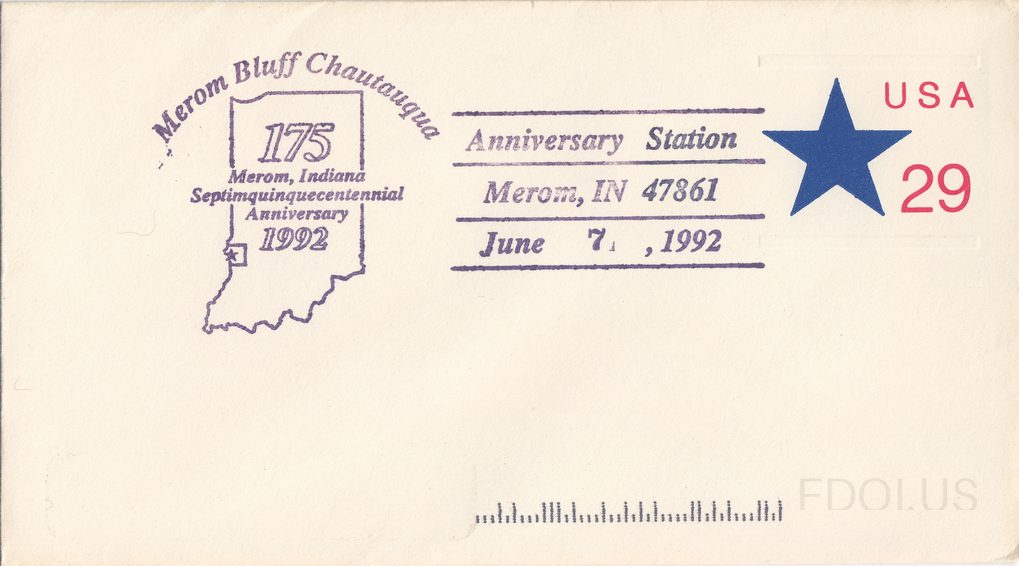 Merom Bluff Chautauqua
175
Merom, Indiana
Septimquinquecentennial
Anniversary
1992
Anniversary Station
Merom, IN 47861
June 7, 1992
USA
29
FDOI.US